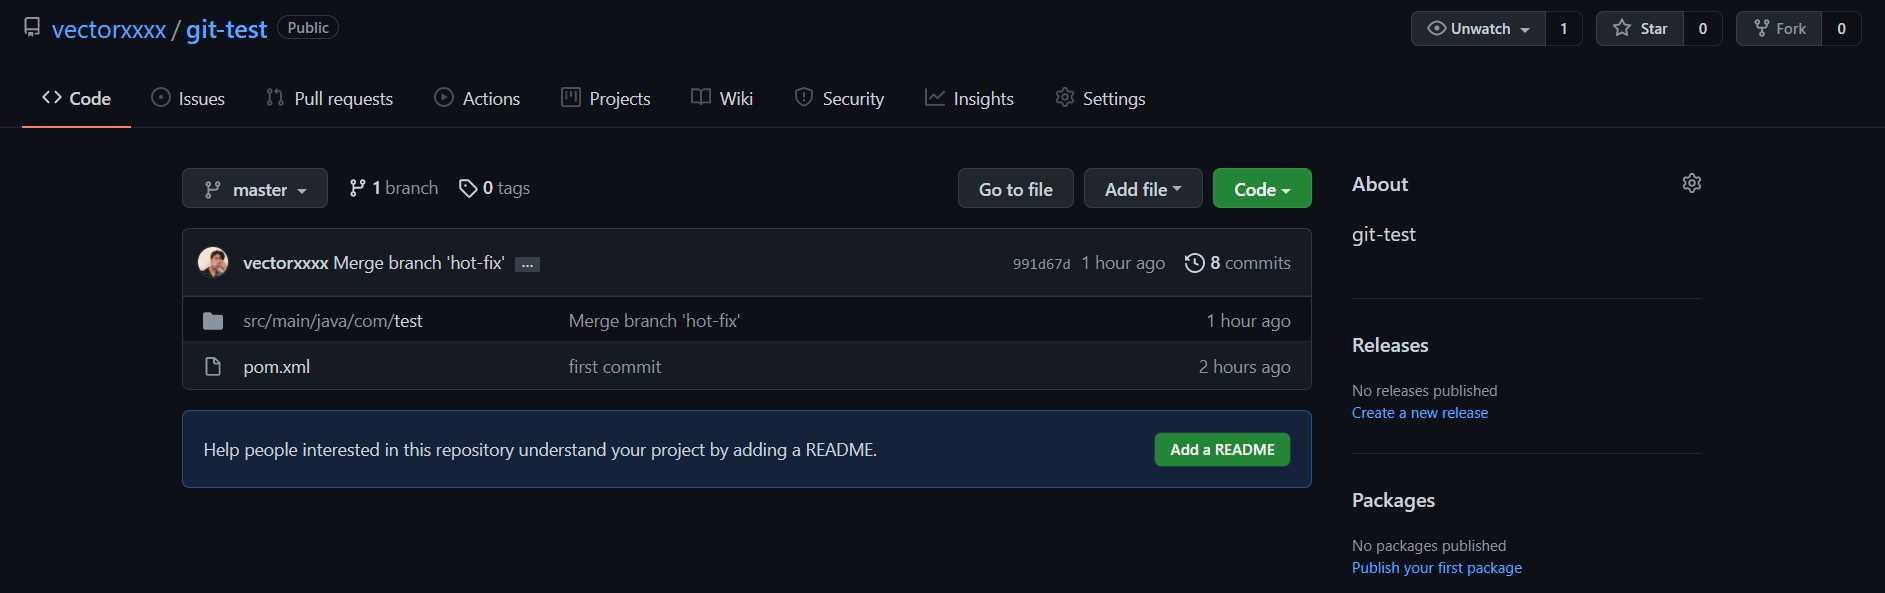 vectorxxxx / git-test Public
Unwatch 1 Star 0 Fork 0
Code Issues Pull requests Actions Projects Wiki Security Insights Settings
master 1 branch 0 tags Go to file Add file Code
vectorxxxx Merge branch 'hot-fix' ... 991d67d 1 hour ago 8 commits
src/main/java/com/test Merge branch 'hot-fix' 1 hour ago
pom.xml first commit 2 hours ago
Help people interested in this repository understand your project by adding a README. Add a README
About
git-test
Releases
No releases published
Create a new release
Packages
No packages published
Publish your first package